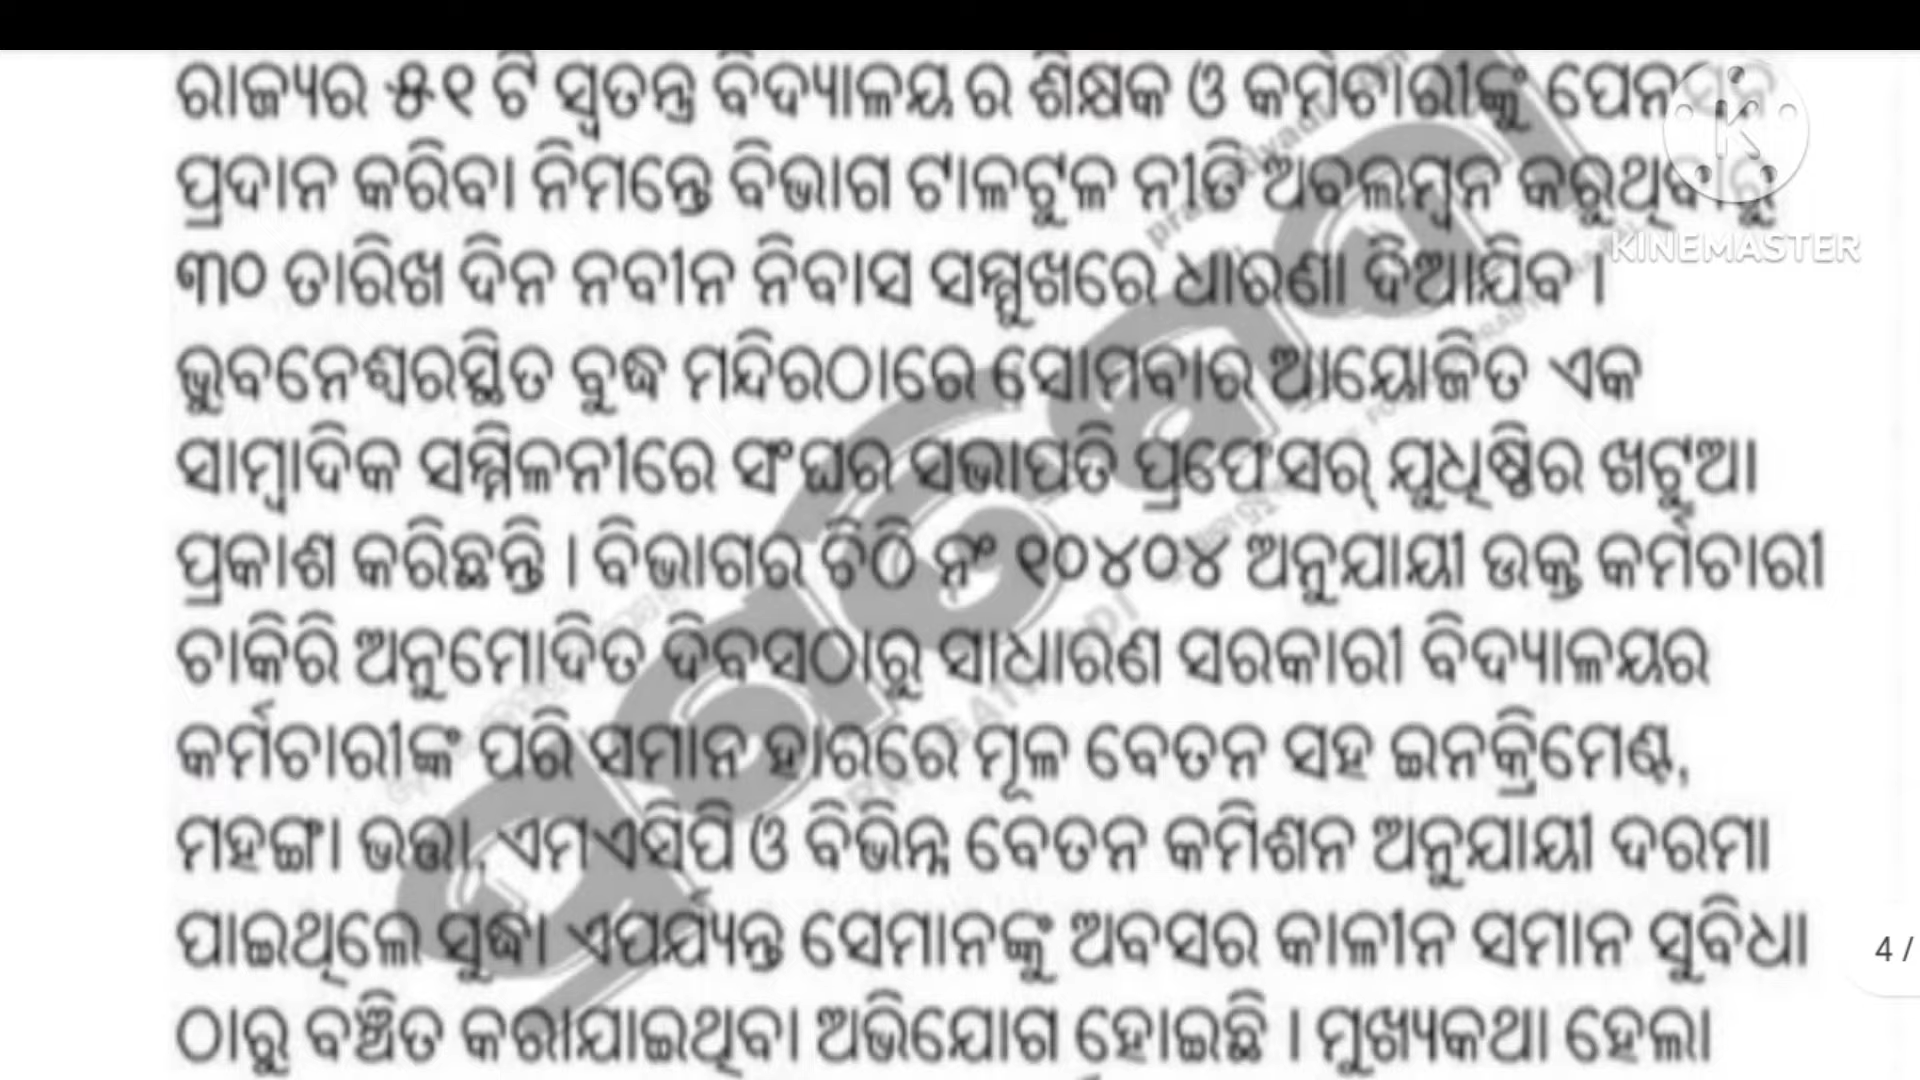 ରାଜ୍ୟର ୫୧ ଟି ସ୍ୱତନ୍ତ୍ର ବିଦ୍ୟାଳୟ ର ଶିକ୍ଷକ ଓ କର୍ମଚାରୀଙ୍କୁ ପେନସନ
ପ୍ରଦାନ କରିବା ନିମନ୍ତେ ବିଭାଗ ଟାଳଟୁଳ ନୀତି ଅବଲମ୍ବନ କରୁଥିବାରୁ
KINEMASTER
୩୦ ତାରିଖ ଦିନ ନବୀନ ନିବାସ ସମ୍ମୁଖରେ ଧାରଣା ଦିଆଯିବ ।
ଭୁବନେଶ୍ୱରସ୍ଥିତ ବୁଦ୍ଧ ମନ୍ଦିରଠାରେ ସୋମବାର ଆୟୋଜିତ ଏକ
ସାମ୍ବାଦିକ ସମ୍ମିଳନୀରେ ସଂଘର ସଭାପତି ପ୍ରଫେସର୍ ଯୁଧିଷ୍ଠିର ଖଟୁଆ
ପ୍ରକାଶ କରିଛନ୍ତି । ବିଭାଗର ଚିଠି ନଂ ୧୦୪୦୪ ଅନୁଯାୟୀ ଉକ୍ତ କର୍ମଚାରୀ
ଚାକିରି ଅନୁମୋଦିତ ଦିବସଠାରୁ ସାଧାରଣ ସରକାରୀ ବିଦ୍ୟାଳୟର
କର୍ମଚାରୀଙ୍କ ପରି ସମାନ ହାରରେ ମୂଳ ବେତନ ସହ ଇନକ୍ରିମେଣ୍ଟ,
ମହଙ୍ଗା ଭତ୍ତା, ଏମଏସିପି ଓ ବିଭିନ୍ନ ବେତନ କମିଶନ ଅନୁଯାୟୀ ଦରମା
ପାଇଥିଲେ ସୁଦ୍ଧା ଏପର୍ଯ୍ୟନ୍ତ ସେମାନଙ୍କୁ ଅବସର କାଳୀନ ସମାନ ସୁବିଧା
4 /
ଠାରୁ ବଞ୍ଚିତ କରାଯାଇଥିବା ଅଭିଯୋଗ ହୋଇଛି । ମୁଖ୍ୟକଥା ହେଲା